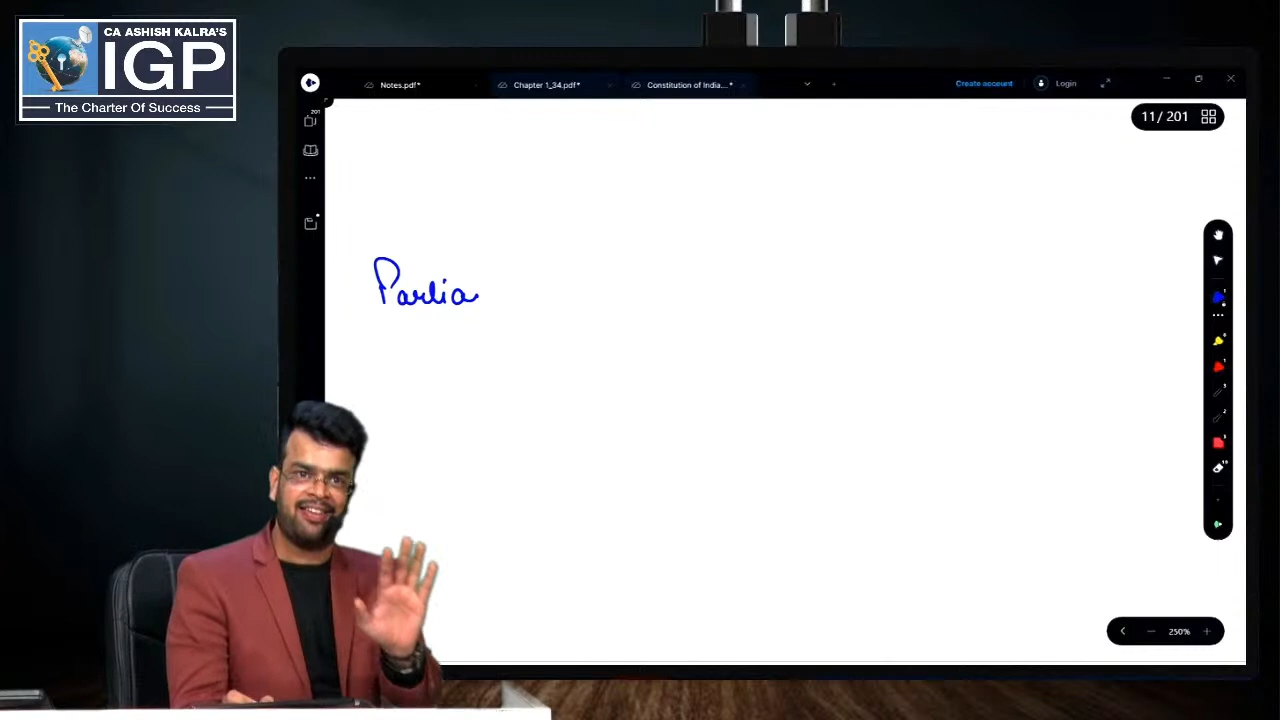 CA ASHISH KALRA'S
IGP
The Charter Of Success
Notes.pdf*
Chapter 1_34.pdf*
Constitution of India...*
Create account
Login
201
11/ 201
Parlia
250%